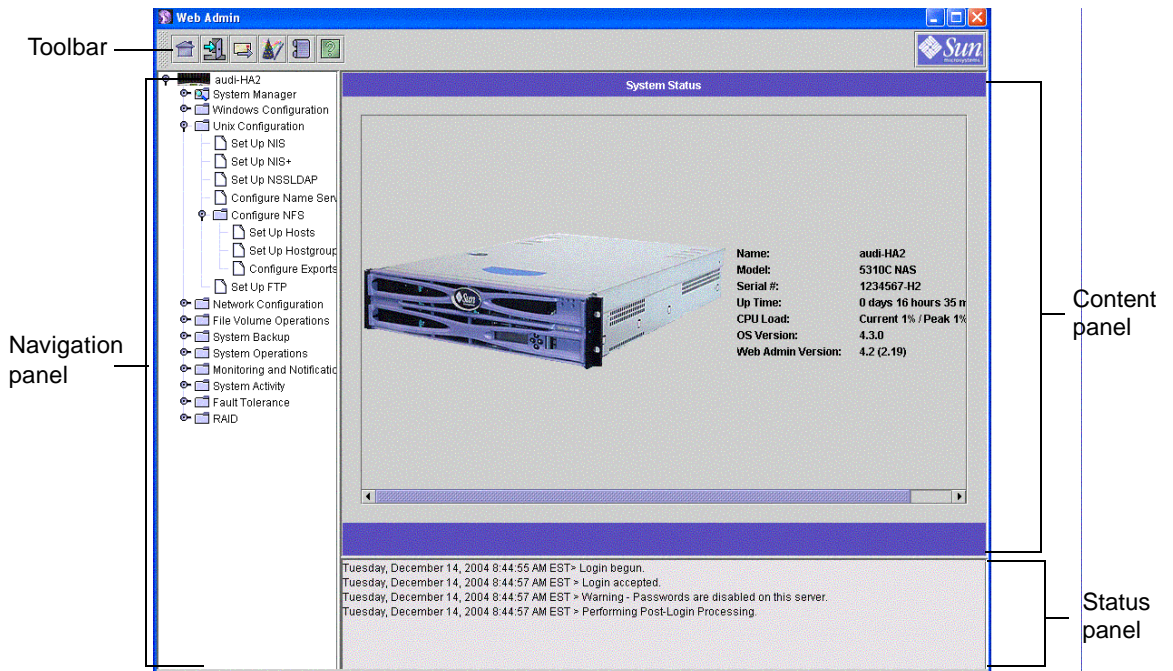 Web Admin
Toolbar
Sun
microsystems
audi-HA2
System Manager
Windows Configuration
Unix Configuration
Set Up NIS
Set Up NIS+
Set Up NSSLDAP
Configure Name Serv
Configure NFS
Set Up Hosts
Set Up Hostgroup
Configure Exports
Set Up FTP
Network Configuration
File Volume Operations
System Backup
System Operations
Monitoring and Notificatio
System Activity
Fault Tolerance
RAID
Navigation
panel
System Status
Sun
Name: audi-HA2
Model: 5310C NAS
Serial #: 1234567-H2
Up Time: 0 days 16 hours 35 m
CPU Load: Current 1% / Peak 1%
OS Version: 4.3.0
Web Admin Version: 4.2 (2.19)
Content
panel
Tuesday, December 14, 2004 8:44:55 AM EST> Login begun.
Tuesday, December 14, 2004 8:44:57 AM EST > Login accepted.
Tuesday, December 14, 2004 8:44:57 AM EST > Warning - Passwords are disabled on this server.
Tuesday, December 14, 2004 8:44:57 AM EST > Performing Post-Login Processing.
Status
panel